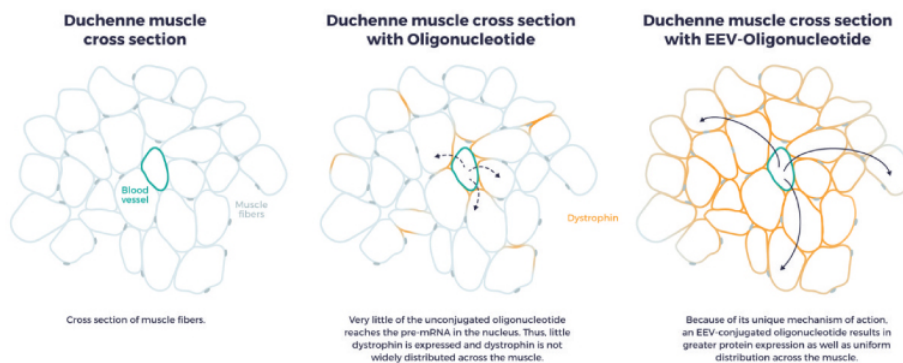 Duchenne muscle
cross section
Blood
vessel
Muscle
fibers
Cross section of muscle fibers.
Duchenne muscle cross section
with Oligonucleotide
Dystrophin
Very little of the unconjugated oligonucleotide
reaches the pre-mRNA in the nucleus. Thus, little
dystrophin is expressed and dystrophin is not
widely distributed across the muscle.
Duchenne muscle cross section
with EEV-Oligonucleotide
Because of its unique mechanism of action,
an EEV-conjugated oligonucleotide results in
greater protein expression as well as uniform
distribution across the muscle.